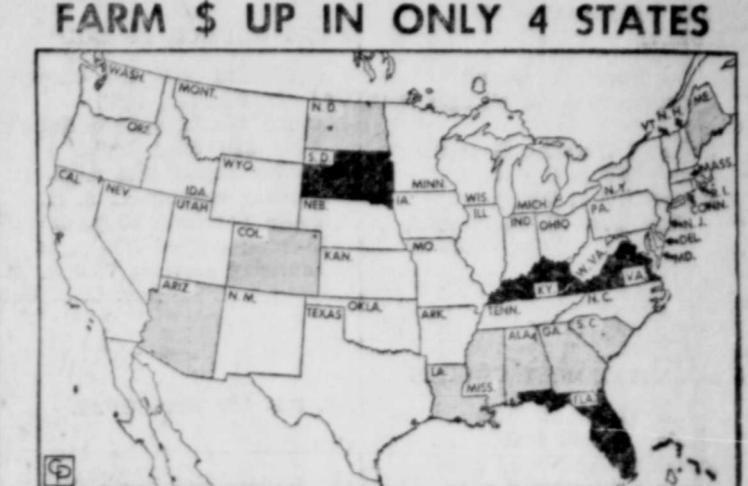 FARM $ UP IN ONLY 4 STATES
WASH.
MONT.
N. D.
ME.
VT.
N. H.
ORE.
S. D.
WYO.
MASS.
CAL.
NEV.
IDA.
MINN.
WIS.
N. Y.
R. I.
UTAH
NEB.
IA.
MICH.
CONN.
ILL.
IND.
OHIO
PA.
N. J.
COL.
DEL.
KAN.
MO.
W. VA.
MD.
ARIZ.
KY.
VA.
N. M.
TEXAS
OKLA.
ARK.
TENN.
N. C.
ALA.
GA.
S. C.
LA.
MISS.
FLA.
CP